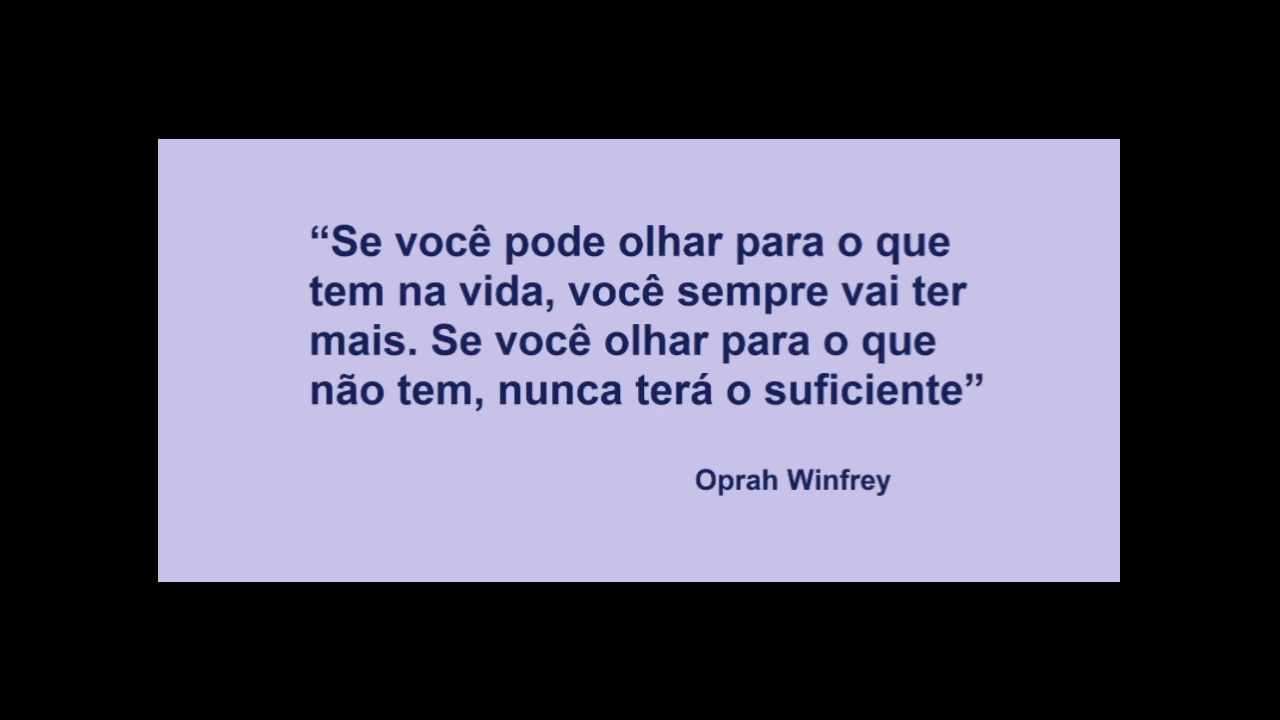 “Se você pode olhar para o que
tem na vida, você sempre vai ter
mais. Se você olhar para o que
não tem, nunca terá o suficiente”
Oprah Winfrey